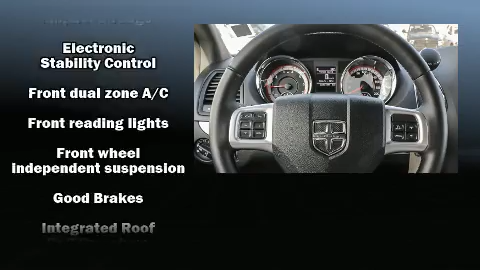 Electronic
Stability Control
Front dual zone A/C
Front reading lights
Front wheel
independent suspension
Good Brakes
Integrated Roof